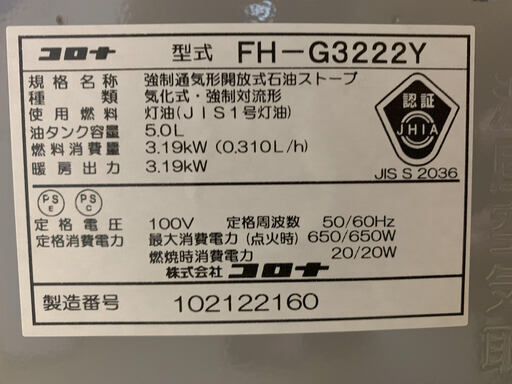 コロナ 型式 FH－G3222Y
規格名称 強制通気形開放式石油ストーブ
種類 気化式・強制対流形
使用燃料 灯油(JIS1号灯油)
油タンク容量 5.0L
燃料消費量 3.19kW (0.310L/h)
暖房出力 3.19kW
認証
JHIA
JIS S 2036
PS E PS C
定格電圧 100V 定格周波数 50/60Hz
定格消費電力 最大消費電力 (点火時) 650/650W
燃焼時消費電力 20/20W
株式会社 コロナ
製造番号 102122160